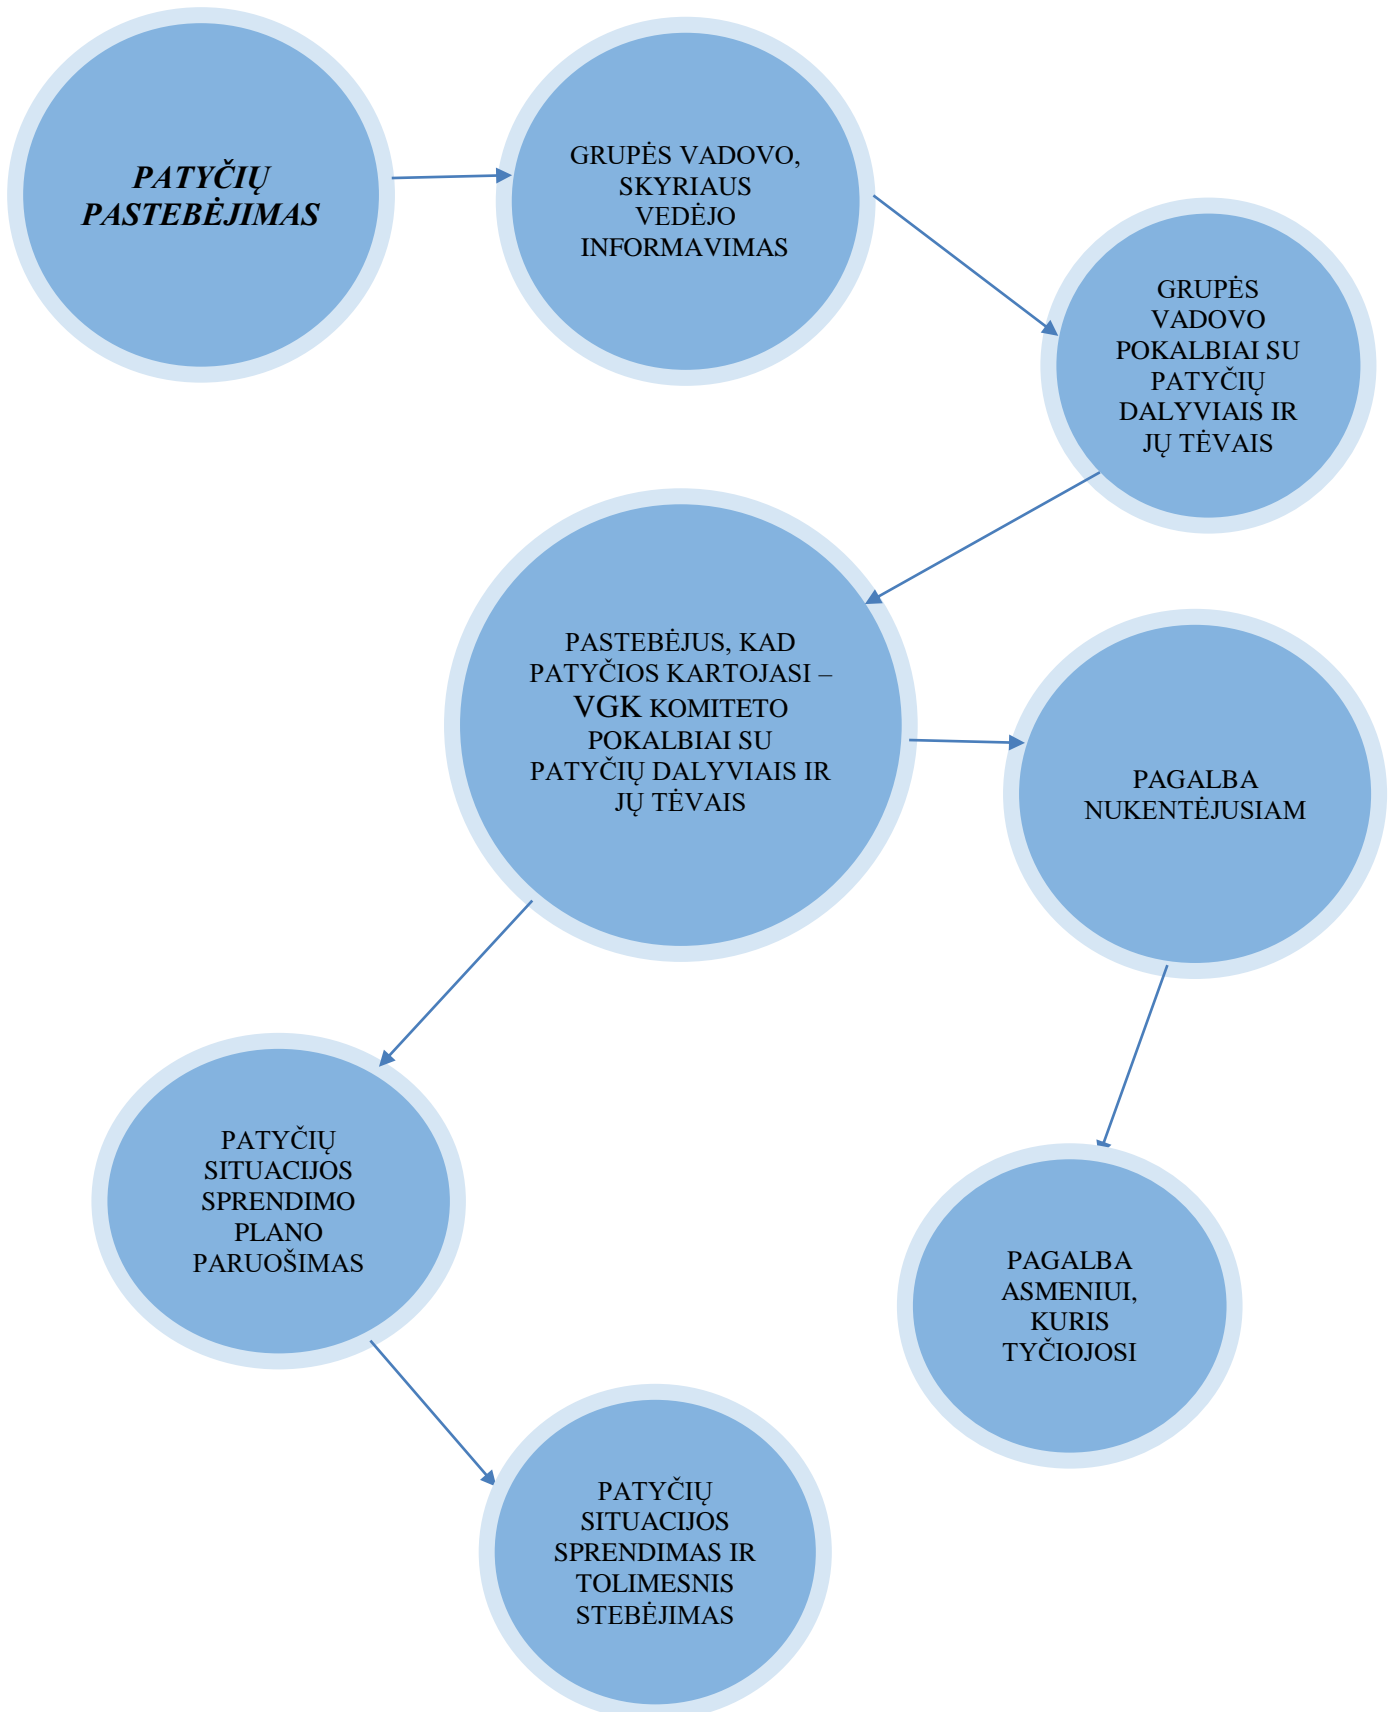 PATYČIŲ
PASTEBĖJIMAS
GRUPĖS VADOVO,
SKYRIAUS
VEDĖJO
INFORMAVIMAS
GRUPĖS
VADOVO
POKALBIAI SU
PATYČIŲ
DALYVIAIS IR
JŲ TĖVAIS
PASTEBĖJUS, KAD
PATYČIOS KARTOJASI –
VGK KOMITETO
POKALBIAI SU
PATYČIŲ DALYVIAIS IR
JŲ TĖVAIS
PAGALBA
NUKENTĖJUSIAM
PATYČIŲ
SITUACIJOS
SPRENDIMO
PLANO
PARUOŠIMAS
PAGALBA
ASMENIUI,
KURIS
TYČIOJOSI
PATYČIŲ
SITUACIJOS
SPRENDIMAS IR
TOLIMESNIS
STEBĖJIMAS